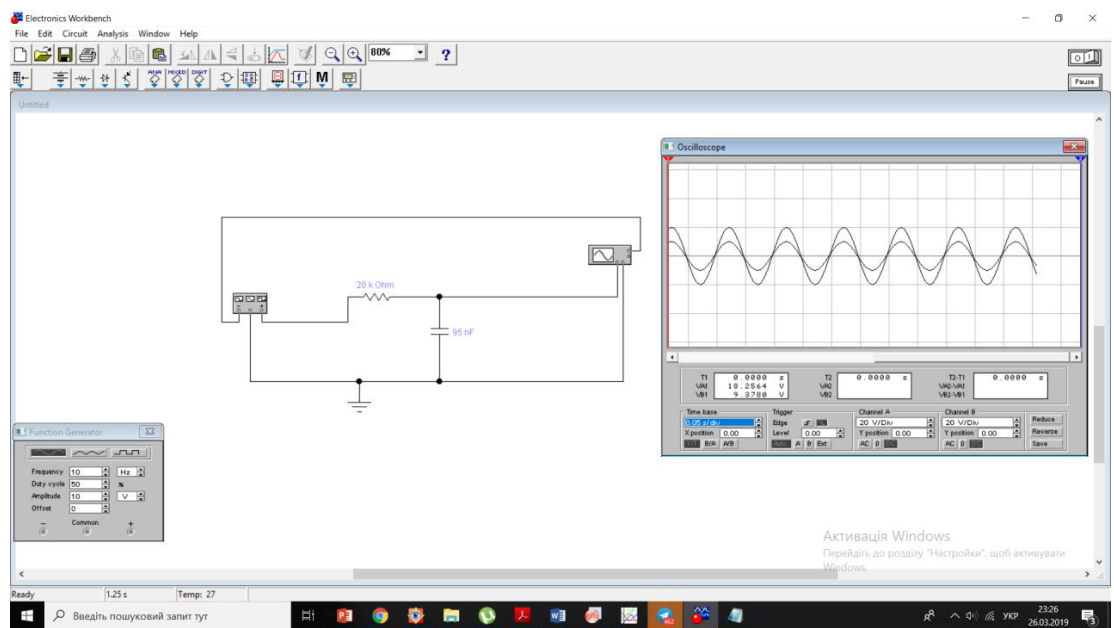 Electronics Workbench
File Edit Circuit Analysis Window Help
80%
ANA MIXED DIGIT
M
Pause
Untitled
20 k Ohm
95 nF
Oscilloscope
T1 0.0000 s T2 0.0000 s T2-T1 0.0000 s
VA1 18.2564 V VA2 VA2-VA1
VB1 9.3780 V VB2 VB2-VB1
Time base Trigger Channel A Channel B
0.05 s/div Edge 20 V/Div 20 V/Div Reduce
X position 0.00 Level 0.00 Y position 0.00 Y position 0.00 Reverse
Y/T B/A A/B Auto A B Ext AC 0 DC AC 0 DC Save
Function Generator
Frequency 10 Hz
Duty cycle 50 %
Amplitude 10 V
Offset 0
Common
Активація Windows
Перейдіть до розділу "Настройки", щоб активувати
Windows.
Ready 1.25 s Temp: 27
Введіть пошуковий запит тут
УКР
23:26
26.03.2019